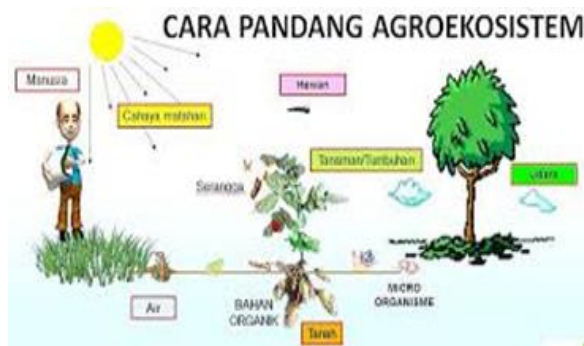 CARA PANDANG AGROEKOSISTEM
Manusia
Hewan
Cahaya matahari
Tanaman/Tumbuhan
Udara
Serangga
Air
BAHAN
ORGANIK
MICRO
ORGANISME
Tanah